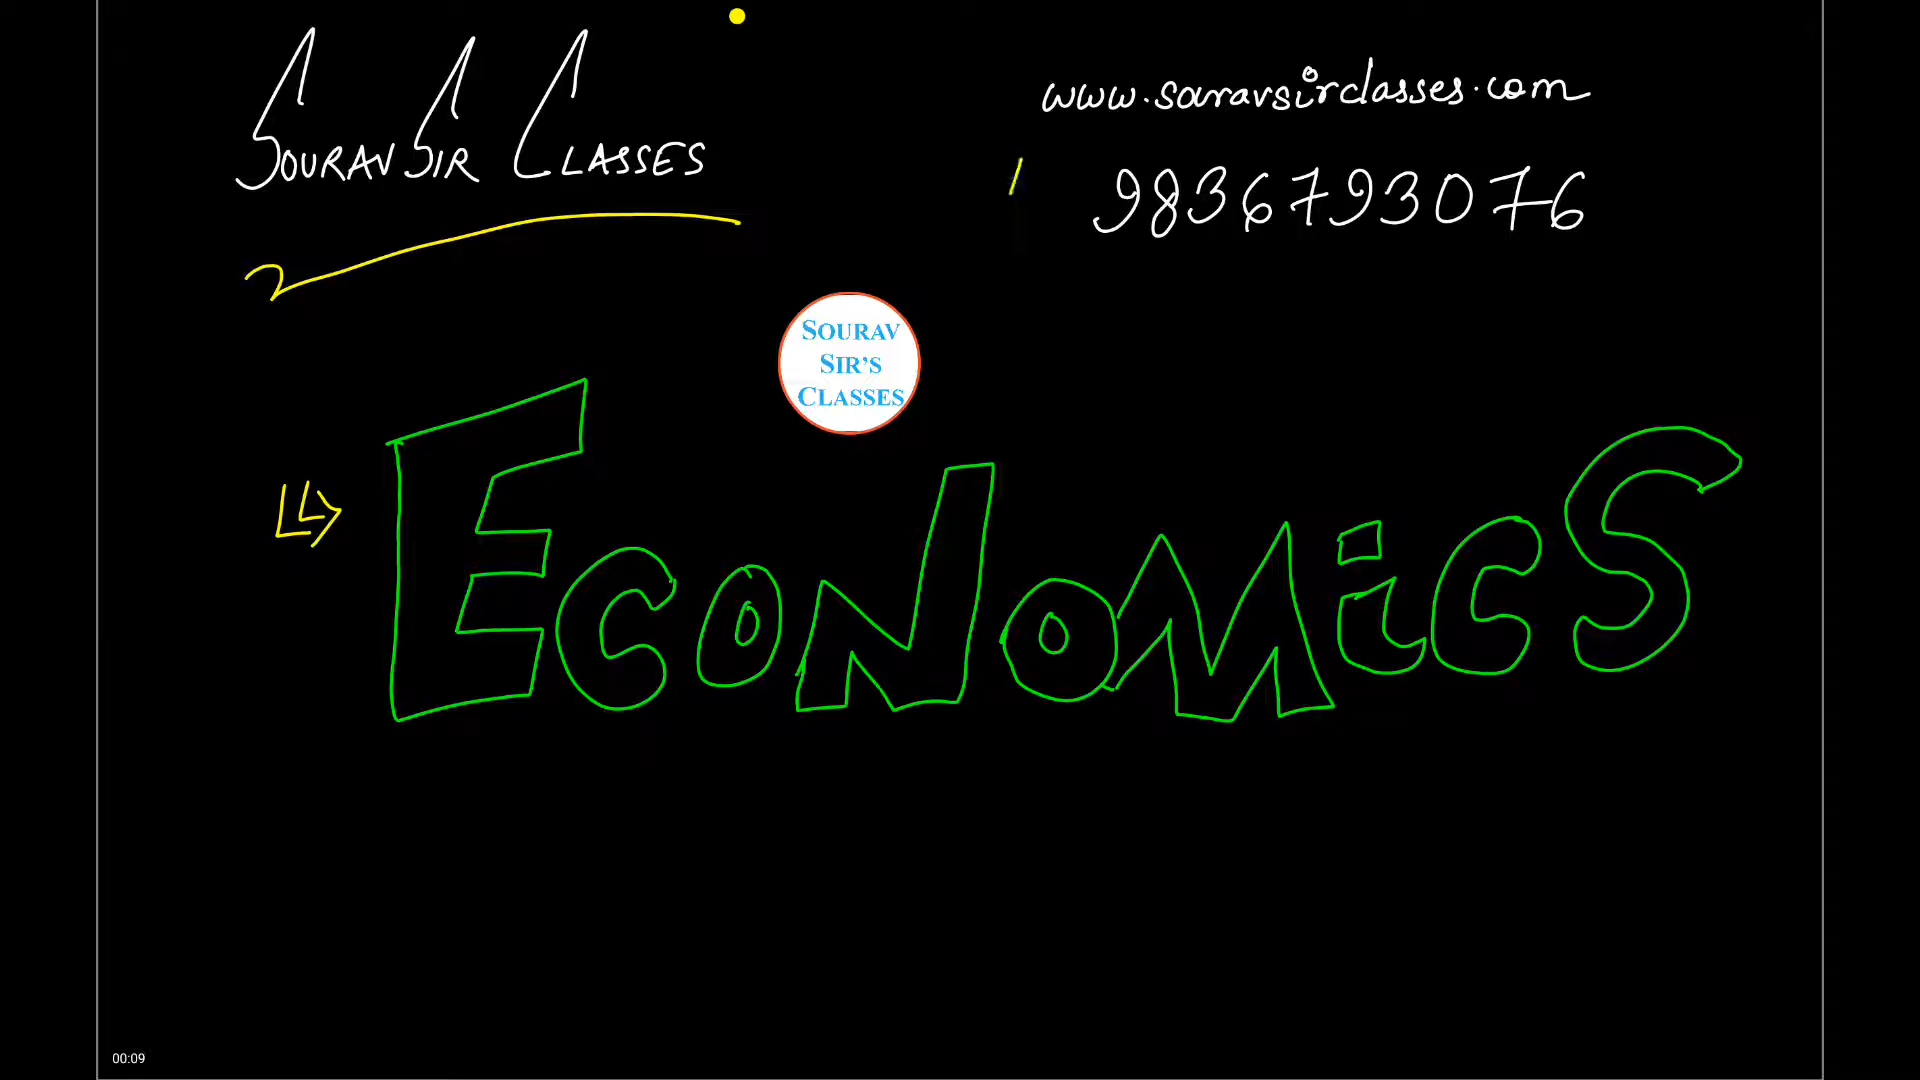 SOURAV SIR CLASSES
www.souravsirclasses.com
9836793076
SOURAV
SIR'S
CLASSES
ECONOMiCS
00:09